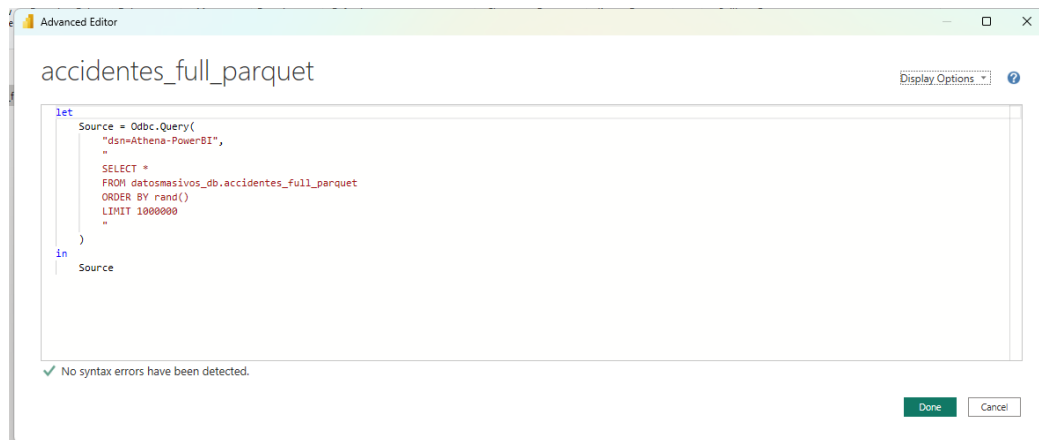 Advanced Editor
accidentes_full_parquet
Display Options
let
Source = Odbc.Query(
"dsn=Athena-PowerBI",
"
SELECT *
FROM datosmasivos_db.accidentes_full_parquet
ORDER BY rand()
LIMIT 1000000
"
)
in
Source
No syntax errors have been detected.
Done
Cancel